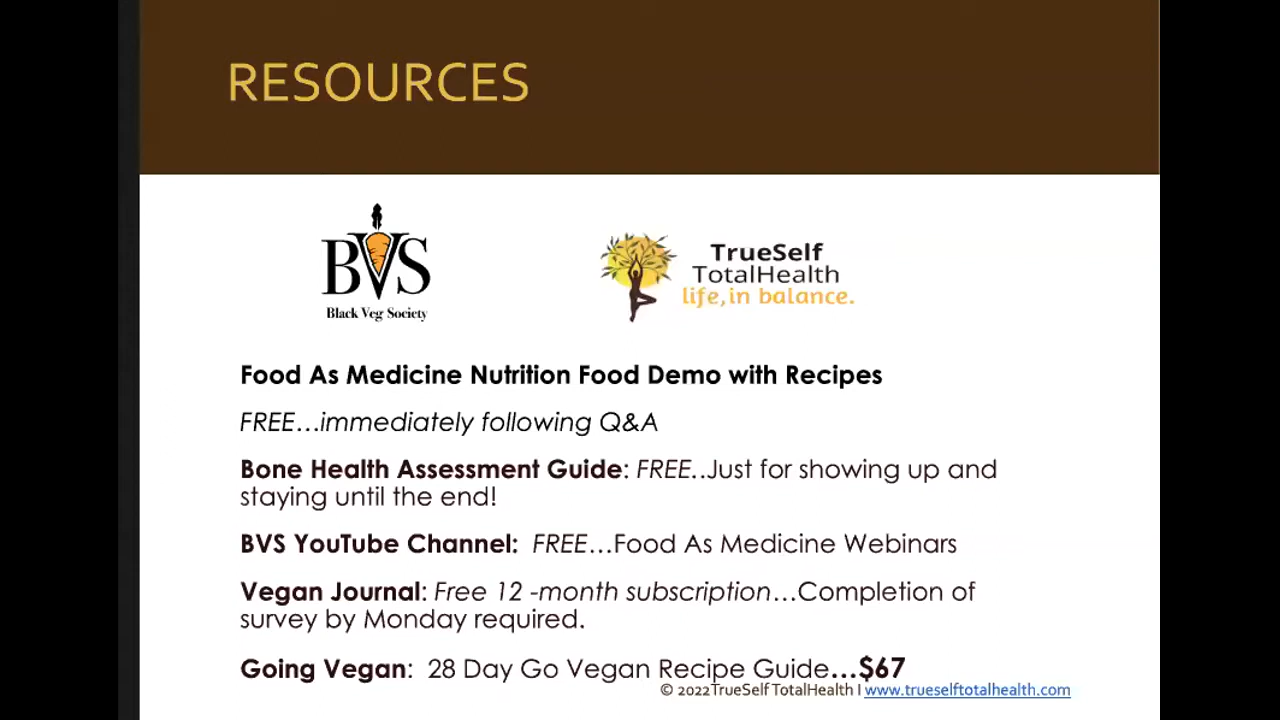 RESOURCES
BVS
Black Veg Society
TrueSelf
TotalHealth
life, in balance.
Food As Medicine Nutrition Food Demo with Recipes
FREE…immediately following Q&A
Bone Health Assessment Guide: FREE..Just for showing up and
staying until the end!
BVS YouTube Channel: FREE…Food As Medicine Webinars
Vegan Journal: Free 12 -month subscription…Completion of
survey by Monday required.
Going Vegan: 28 Day Go Vegan Recipe Guide…$67
© 2022TrueSelf TotalHealth I www.trueselftotalhealth.com